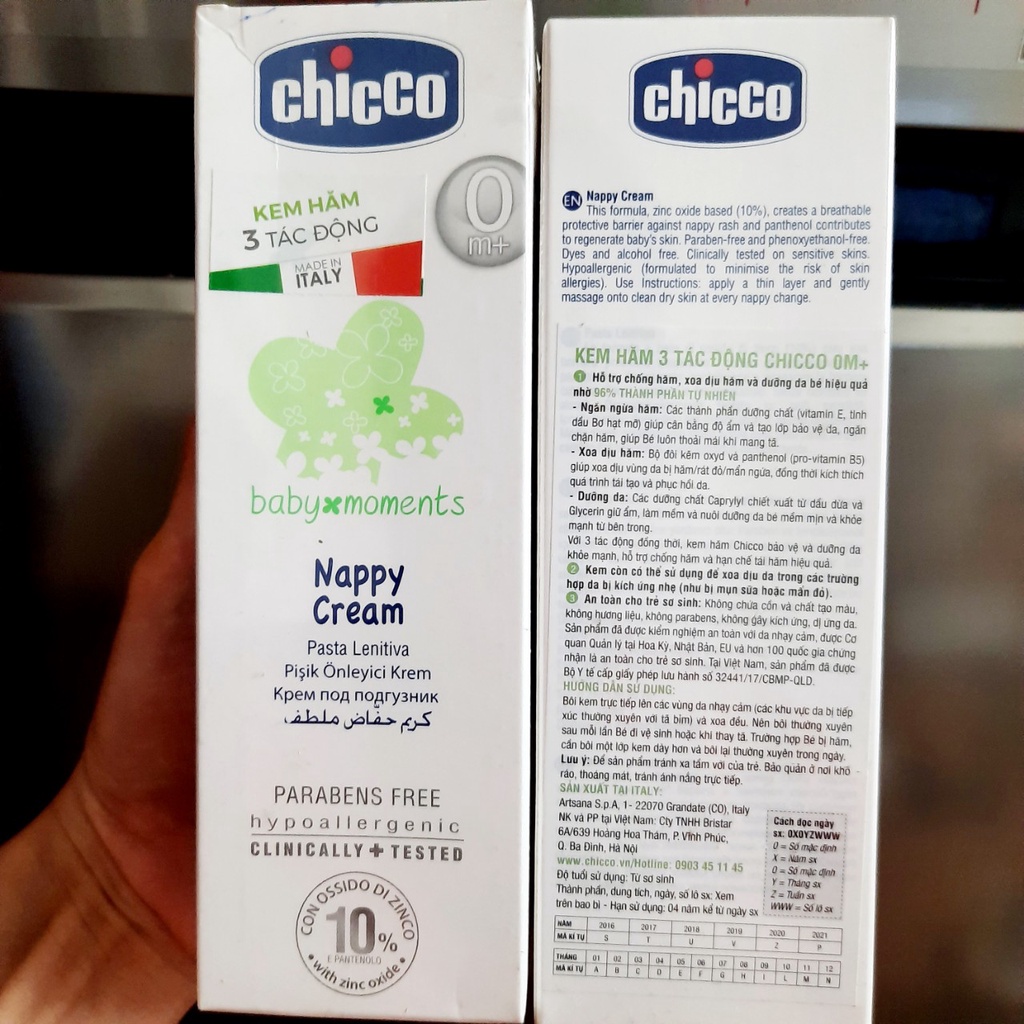 chicco
KEM HĂM
3 TÁC ĐỘNG
MADE IN
ITALY
0
m+
baby moments
Nappy
Cream
Pasta Lenitiva
Pişik Önleyici Krem
Крем под подгузник
كريم حفاض ملطف
PARABENS FREE
hypoallergenic
CLINICALLY + TESTED
CON OSSIDO DI ZINCO
10%
E PANTENOLO
with zinc oxide
chicco
EN Nappy Cream
This formula, zinc oxide based (10%), creates a breathable
protective barrier against nappy rash and panthenol contributes
to regenerate baby's skin. Paraben-free and phenoxyethanol-free.
Dyes and alcohol free. Clinically tested on sensitive skins.
Hypoallergenic (formulated to minimise the risk of skin
allergies). Use Instructions: apply a thin layer and gently
massage onto clean dry skin at every nappy change.
KEM HĂM 3 TÁC ĐỘNG CHICCO 0M+
1 Hỗ trợ chống hăm, xoa dịu hăm và dưỡng da bé hiệu quả
nhờ 96% THÀNH PHẦN TỰ NHIÊN
- Ngăn ngừa hăm: Các thành phần dưỡng chất (vitamin E, tinh
dầu Bơ hạt mỡ) giúp cân bằng độ ẩm và tạo lớp bảo vệ da, ngăn
chặn hăm, giúp Bé luôn thoải mái khi mang tã.
- Xoa dịu hăm: Bộ đôi kẽm oxyd và panthenol (pro-vitamin B5)
giúp xoa dịu vùng da bị hăm/rát đỏ/mẩn ngứa, đồng thời kích thích
quá trình tái tạo và phục hồi da.
- Dưỡng da: Các dưỡng chất Caprylyl chiết xuất từ dầu dừa và
Glycerin giữ ẩm, làm mềm và nuôi dưỡng da bé mềm mịn và khỏe
mạnh từ bên trong.
Với 3 tác động đồng thời, kem hăm Chicco bảo vệ và dưỡng da
khỏe mạnh, hỗ trợ chống hăm và hạn chế tái hăm hiệu quả.
2 Kem còn có thể sử dụng để xoa dịu da trong các trường
hợp da bị kích ứng nhẹ (như bị mụn sữa hoặc mẩn đỏ).
3 An toàn cho trẻ sơ sinh: Không chứa cồn và chất tạo màu,
không hương liệu, không parabens, không gây kích ứng, dị ứng da.
Sản phẩm đã được kiểm nghiệm an toàn với da nhạy cảm, được Cơ
quan Quản lý tại Hoa Kỳ, Nhật Bản, EU và hơn 100 quốc gia chứng
nhận là an toàn cho trẻ sơ sinh. Tại Việt Nam, sản phẩm đã được
Bộ Y tế cấp giấy phép lưu hành số 32441/17/CBMP-QLD.
HƯỚNG DẪN SỬ DỤNG:
Bôi kem trực tiếp lên các vùng da nhạy cảm (các khu vực da bị tiếp
xúc thường xuyên với tã bỉm) và xoa đều. Nên bôi thường xuyên
sau mỗi lần Bé đi vệ sinh hoặc khi thay tã. Trường hợp Bé bị hăm,
cần bôi một lớp kem dày hơn và bôi lại thường xuyên trong ngày.
Lưu ý: Để sản phẩm tránh xa tầm với của trẻ. Bảo quản ở nơi khô
ráo, thoáng mát, tránh ánh nắng trực tiếp.
SẢN XUẤT TẠI ITALY:
Artsana S.p.A, 1- 22070 Grandate (CO), Italy
NK và PP tại Việt Nam: Cty TNHH Bristar
6A/639 Hoàng Hoa Thám, P. Vĩnh Phúc,
Q. Ba Đình, Hà Nội
www.chicco.vn/Hotline: 0903 45 11 45
Độ tuổi sử dụng: Từ sơ sinh
Thành phần, dung tích, ngày, số lô sx: Xem
trên bao bì - Hạn sử dụng: 04 năm kể từ ngày sx
Cách đọc ngày
sx: 0X0YZWWW
0 = Số mặc định
X = Năm sx
0 = Số mặc định
Y = Tháng sx
Z = Tuần sx
WWW = Số lô sx
NĂM 2016 2017 2018 2019 2020 2021
MÃ KÍ TỰ S T U V Z P
THÁNG 01 02 03 04 05 06 07 08 09 10 11 12
MÃ KÍ TỰ A B C D E F G H I L M N